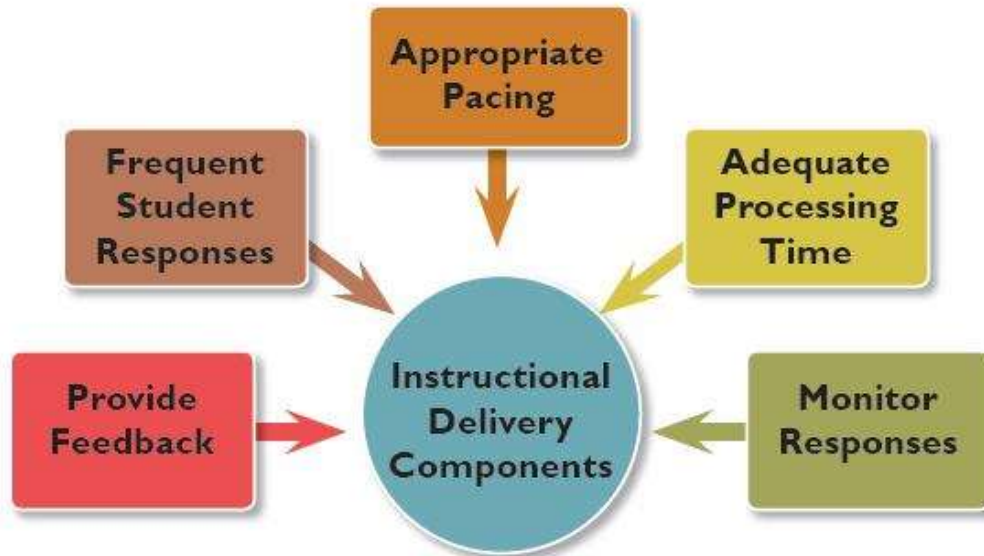 Appropriate
Pacing
Frequent
Student
Responses
Adequate
Processing
Time
Provide
Feedback
Instructional
Delivery
Components
Monitor
Responses